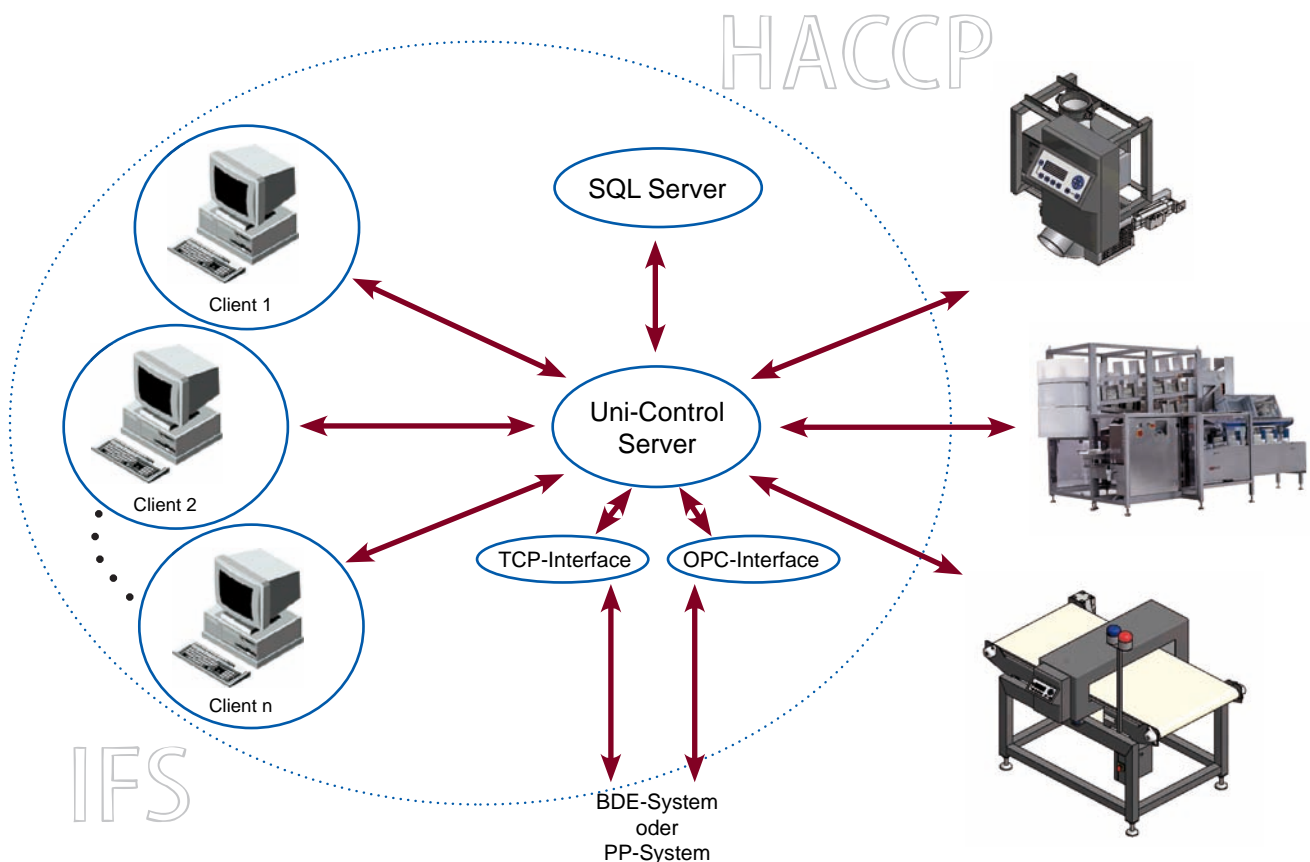 HACCP
SQL Server
Client 1
Uni-Control
Server
Client 2
TCP-Interface
OPC-Interface
Client n
IFS
BDE-System
oder
PP-System